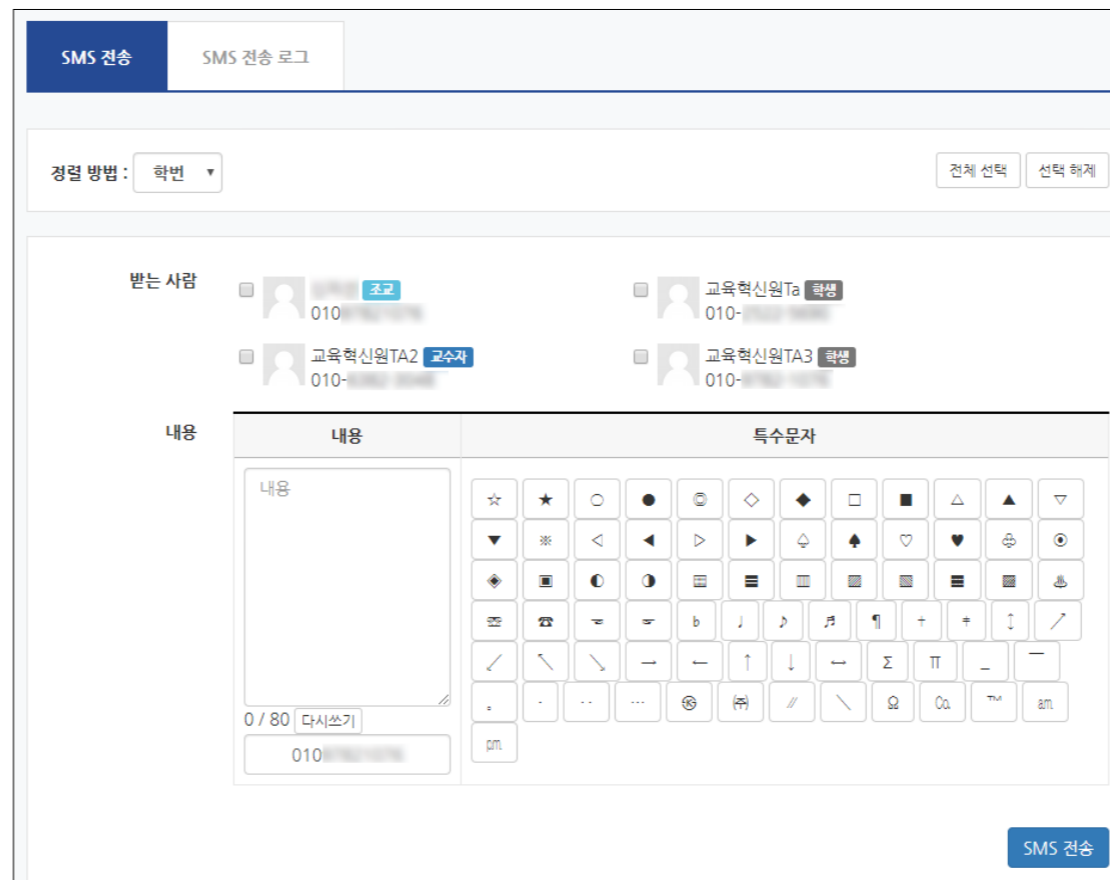 SMS 전송 SMS 전송 로그
정렬 방법 : 학번 전체 선택 선택 해제
받는 사람
조교 교육혁신원Ta 학생
010 010-
교육혁신원TA2 교수자 교육혁신원TA3 학생
010- 010-
내용 내용 특수문자
내용
☆ ★ ○ ● ◎ ◇ ◆ □ ■ △ ▲ ▽
▼ ※ ◁ ◀ ▷ ▶ ♤ ♠ ♡ ♥ ♧ ⊙
◈ ▣ ◐ ◑ ▤ ▥ ▨ ▧ ▩ ♨
☏ ☎ ☜ ☞ ♭ ♩ ♪ ♬ ¶ † ‡ ↕ ↗
↙ ↖ ↘ → ← ↑ ↓ ↔ Σ Π _ ¯
。 · ‥ … ㉿ ㈜ ∥ \ Ω ㏇ ™ ㏂
㏘
0 / 80 다시쓰기
010
SMS 전송